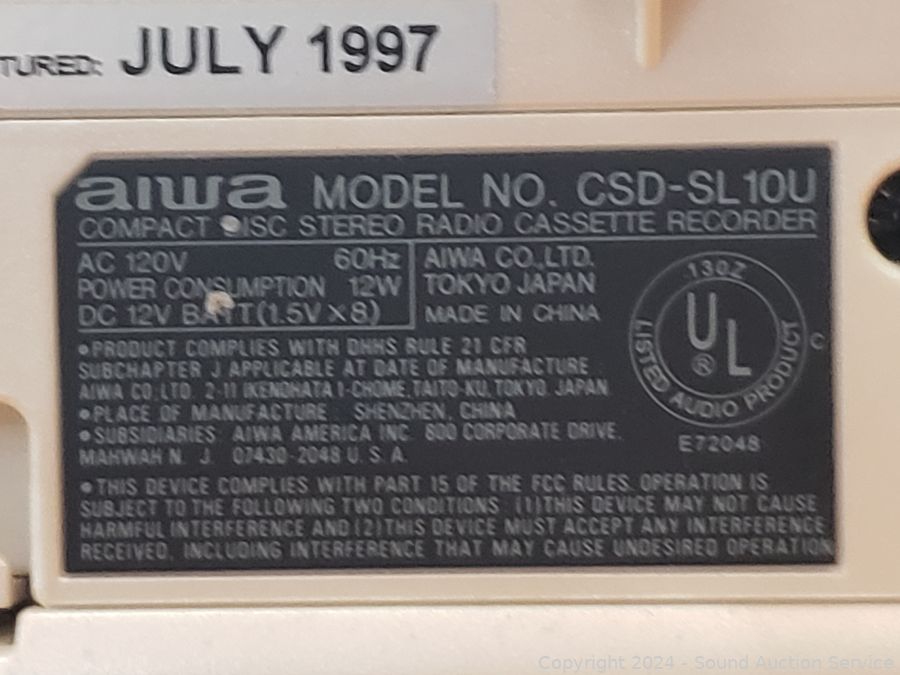 TURED: JULY 1997
aiwa MODEL NO. CSD-SL10U
COMPACT DISC STEREO RADIO CASSETTE RECORDER
AC 120V 60Hz
POWER CONSUMPTION 12W
DC 12V BATT(1.5V×8)
AIWA CO.,LTD.
TOKYO JAPAN
MADE IN CHINA
130Z
UL
®
LISTED AUDIO PRODUCT
C
E72048
•PRODUCT COMPLIES WITH DHHS RULE 21 CFR
SUBCHAPTER J APPLICABLE AT DATE OF MANUFACTURE.
AIWA CO.,LTD. 2-11 IKENOHATA 1-CHOME,TAITO-KU,TOKYO JAPAN
•PLACE OF MANUFACTURE SHENZHEN, CHINA
•SUBSIDIARIES AIWA AMERICA INC. 800 CORPORATE DRIVE.
MAHWAH N. J. 07430-2048 U. S. A.
•THIS DEVICE COMPLIES WITH PART 15 OF THE FCC RULES. OPERATION IS
SUBJECT TO THE FOLLOWING TWO CONDITIONS (1)THIS DEVICE MAY NOT CAUSE
HARMFUL INTERFERENCE AND (2)THIS DEVICE MUST ACCEPT ANY INTERFERENCE
RECEIVED, INCLUDING INTERFERENCE THAT MAY CAUSE UNDESIRED OPERATION
Copyright 2024 - Sound Auction Service